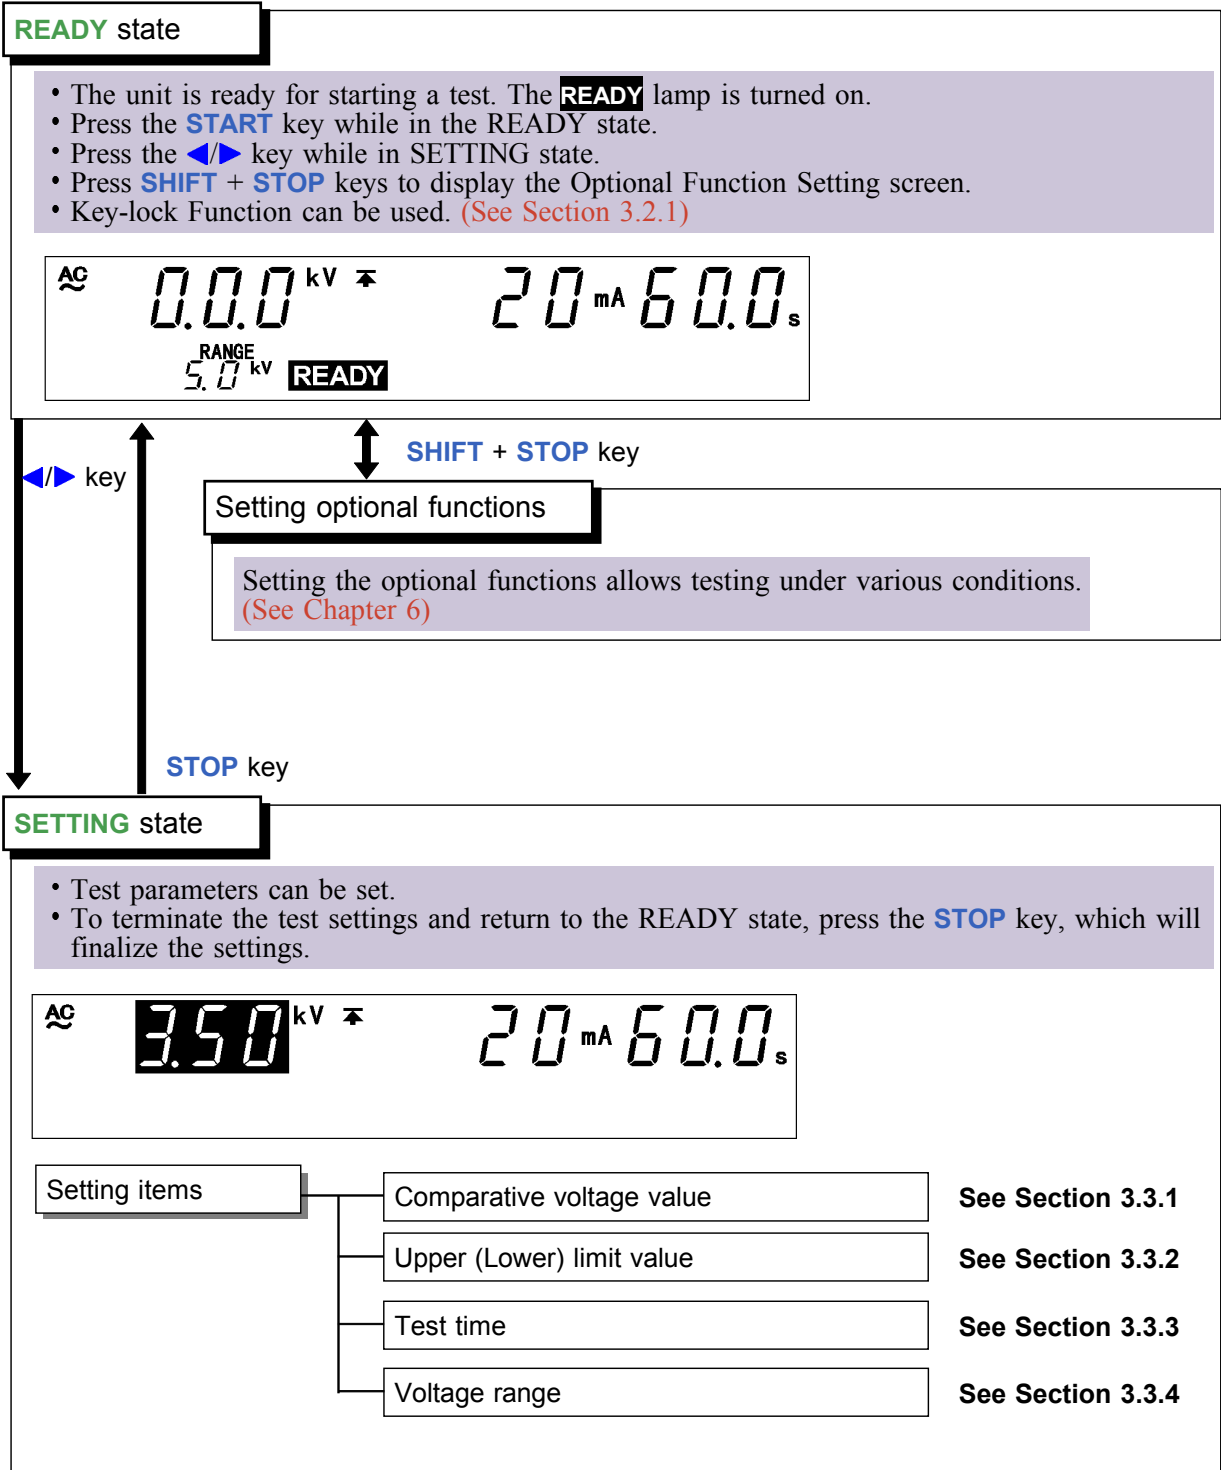 READY state
• The unit is ready for starting a test. The READY lamp is turned on.
• Press the START key while in the READY state.
• Press the ◀/▶ key while in SETTING state.
• Press SHIFT + STOP keys to display the Optional Function Setting screen.
• Key-lock Function can be used. (See Section 3.2.1)
AC 0.0.0 kV 20 mA 60.0 s
RANGE
5.0 kV READY
SHIFT + STOP key
◀/▶ key
Setting optional functions
Setting the optional functions allows testing under various conditions.
(See Chapter 6)
STOP key
SETTING state
• Test parameters can be set.
• To terminate the test settings and return to the READY state, press the STOP key, which will
finalize the settings.
AC 3.50 kV 20 mA 60.0 s
Setting items
Comparative voltage value See Section 3.3.1
Upper (Lower) limit value See Section 3.3.2
Test time See Section 3.3.3
Voltage range See Section 3.3.4